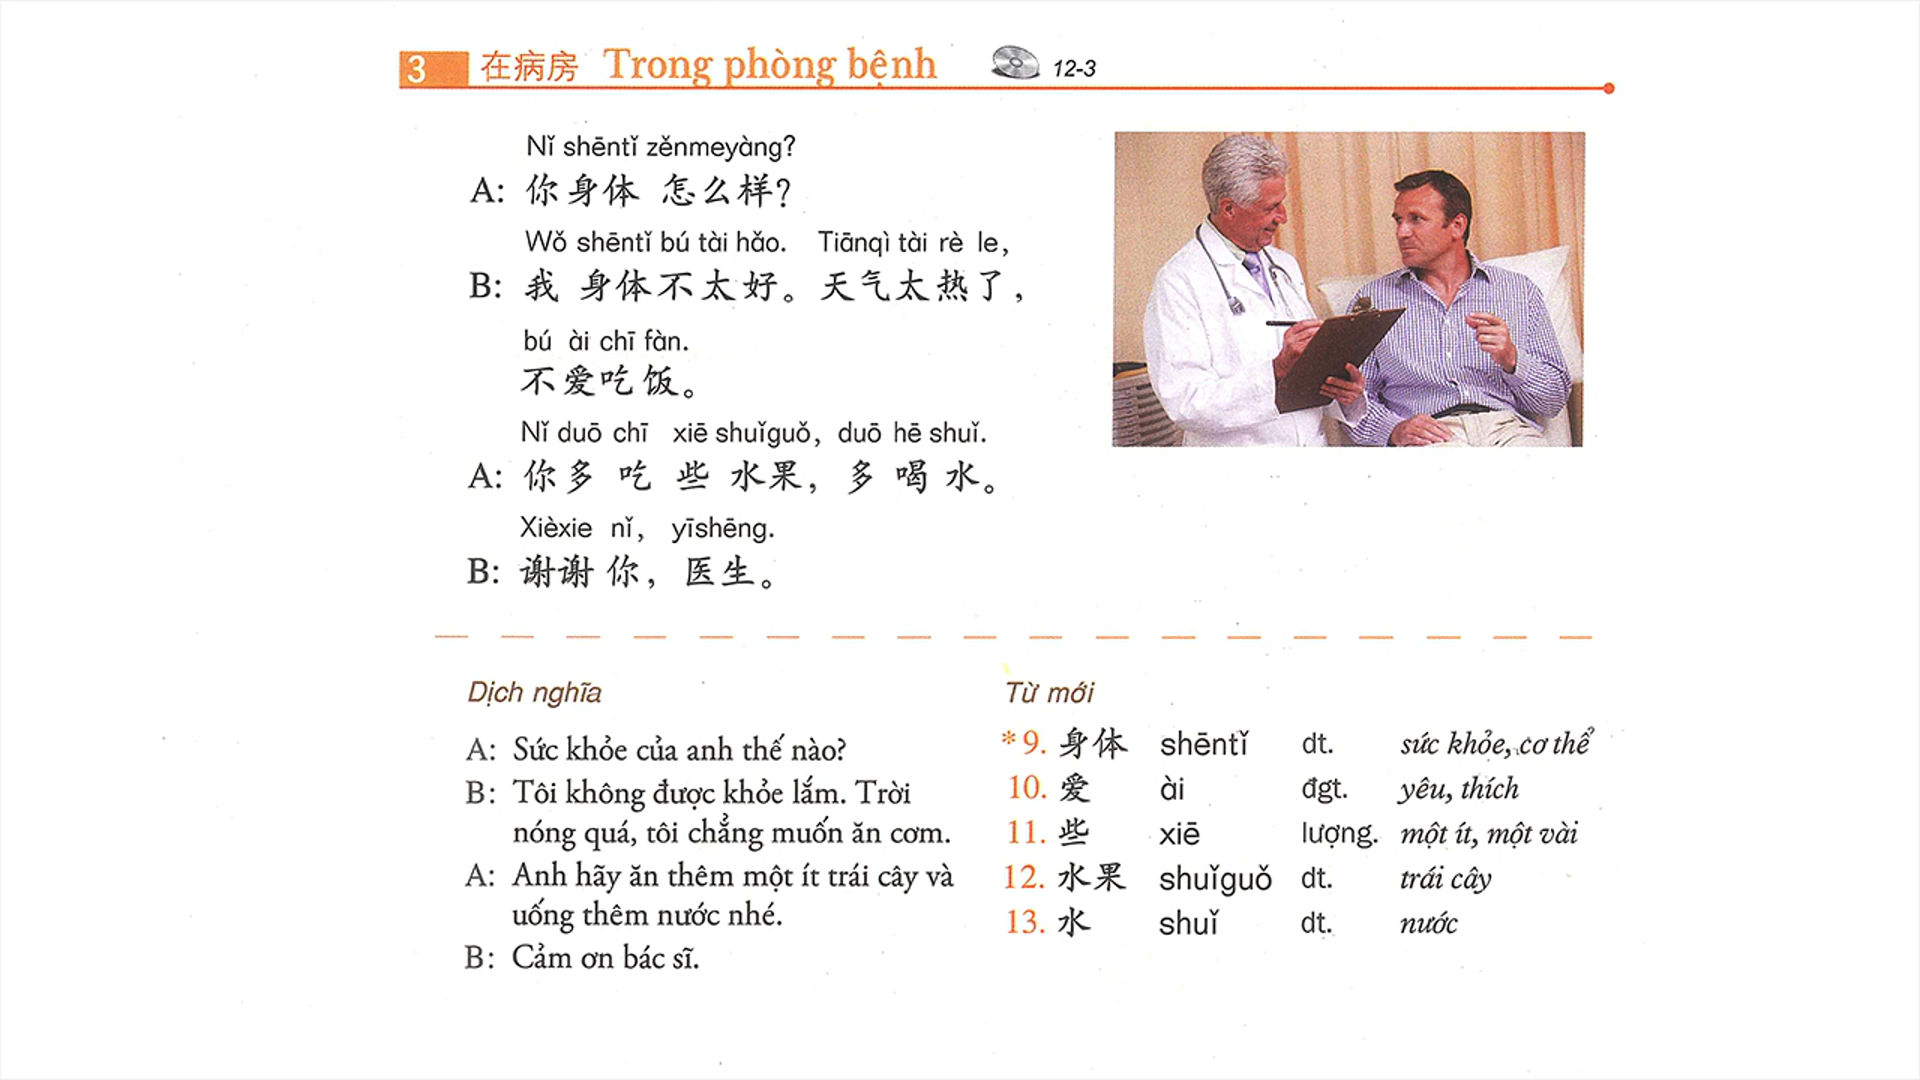 3 在病房 Trong phòng bệnh 12-3
Nǐ shēntǐ zěnmeyàng?
A: 你身体 怎么样?
Wǒ shēntǐ bú tài hǎo. Tiānqì tài rè le,
B: 我 身体不太好。天气太热了,
bú ài chī fàn.
不爱吃饭。
Nǐ duō chī xiē shuǐguǒ, duō hē shuǐ.
A: 你多 吃 些 水果, 多 喝 水。
Xièxie nǐ, yīshēng.
B: 谢谢 你, 医生。
Dịch nghĩa
A: Sức khỏe của anh thế nào?
B: Tôi không được khỏe lắm. Trời
nóng quá, tôi chẳng muốn ăn cơm.
A: Anh hãy ăn thêm một ít trái cây và
uống thêm nước nhé.
B: Cảm ơn bác sĩ.
Từ mới
*9. 身体 shēntǐ dt. sức khỏe, cơ thể
10. 爱 ài đgt. yêu, thích
11. 些 xiē lượng. một ít, một vài
12. 水果 shuǐguǒ dt. trái cây
13. 水 shuǐ dt. nước